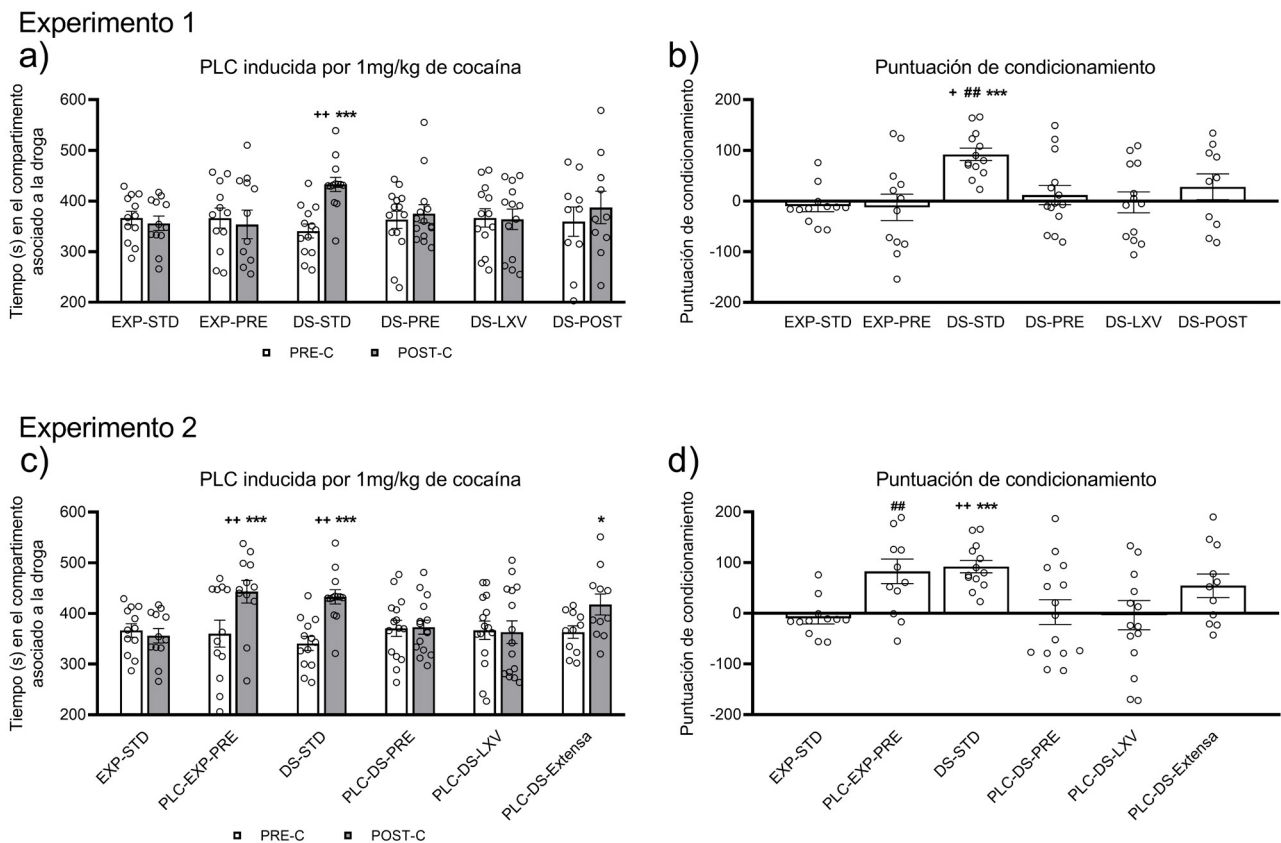 Experimento 1
a)
PLC inducida por 1mg/kg de cocaína
Tiempo (s) en el compartimento
asociado a la droga
600
500
400
300
200
++ ***
EXP-STD EXP-PRE DS-STD DS-PRE DS-LXV DS-POST
PRE-C POST-C
b)
Puntuación de condicionamiento
Puntuación de condicionamiento
200
100
0
-100
-200
+ ## ***
EXP-STD EXP-PRE DS-STD DS-PRE DS-LXV DS-POST
Experimento 2
c)
PLC inducida por 1mg/kg de cocaína
Tiempo (s) en el compartimento
asociado a la droga
600
500
400
300
200
++ *** ++ *** *
EXP-STD PLC-EXP-PRE DS-STD PLC-DS-PRE PLC-DS-LXV PLC-DS-Extensa
PRE-C POST-C
d)
Puntuación de condicionamiento
Puntuación de condicionamiento
200
100
0
-100
-200
## ++ ***
EXP-STD PLC-EXP-PRE DS-STD PLC-DS-PRE PLC-DS-LXV PLC-DS-Extensa